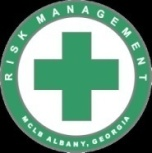 RISK MANAGEMENT
MCLB ALBANY, GEORGIA